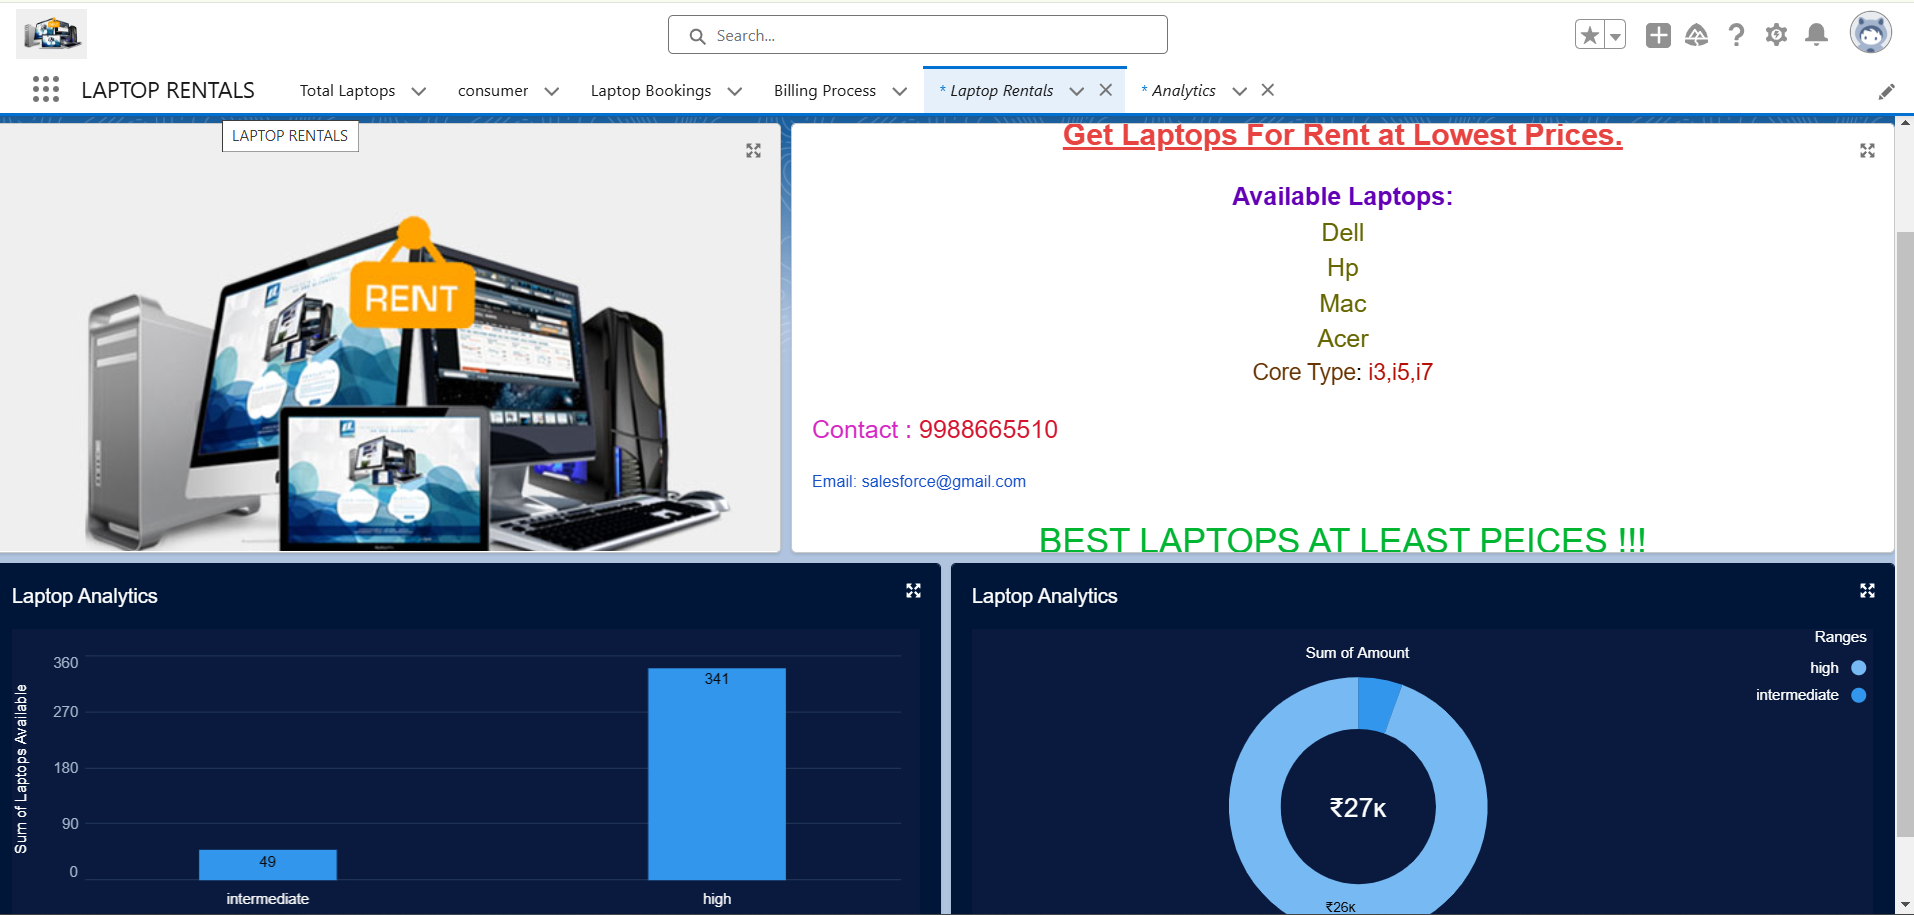 Search...
LAPTOP RENTALS
Total Laptops
consumer
Laptop Bookings
Billing Process
* Laptop Rentals
* Analytics
LAPTOP RENTALS
RENT
Get Laptops For Rent at Lowest Prices.
Available Laptops:
Dell
Hp
Mac
Acer
Core Type: i3,i5,i7
Contact : 9988665510
Email: salesforce@gmail.com
BEST LAPTOPS AT LEAST PEICES !!!
Laptop Analytics
Sum of Laptops Available
360
270
180
90
0
341
49
intermediate
high
Laptop Analytics
Ranges
high
intermediate
Sum of Amount
₹27K
₹26K